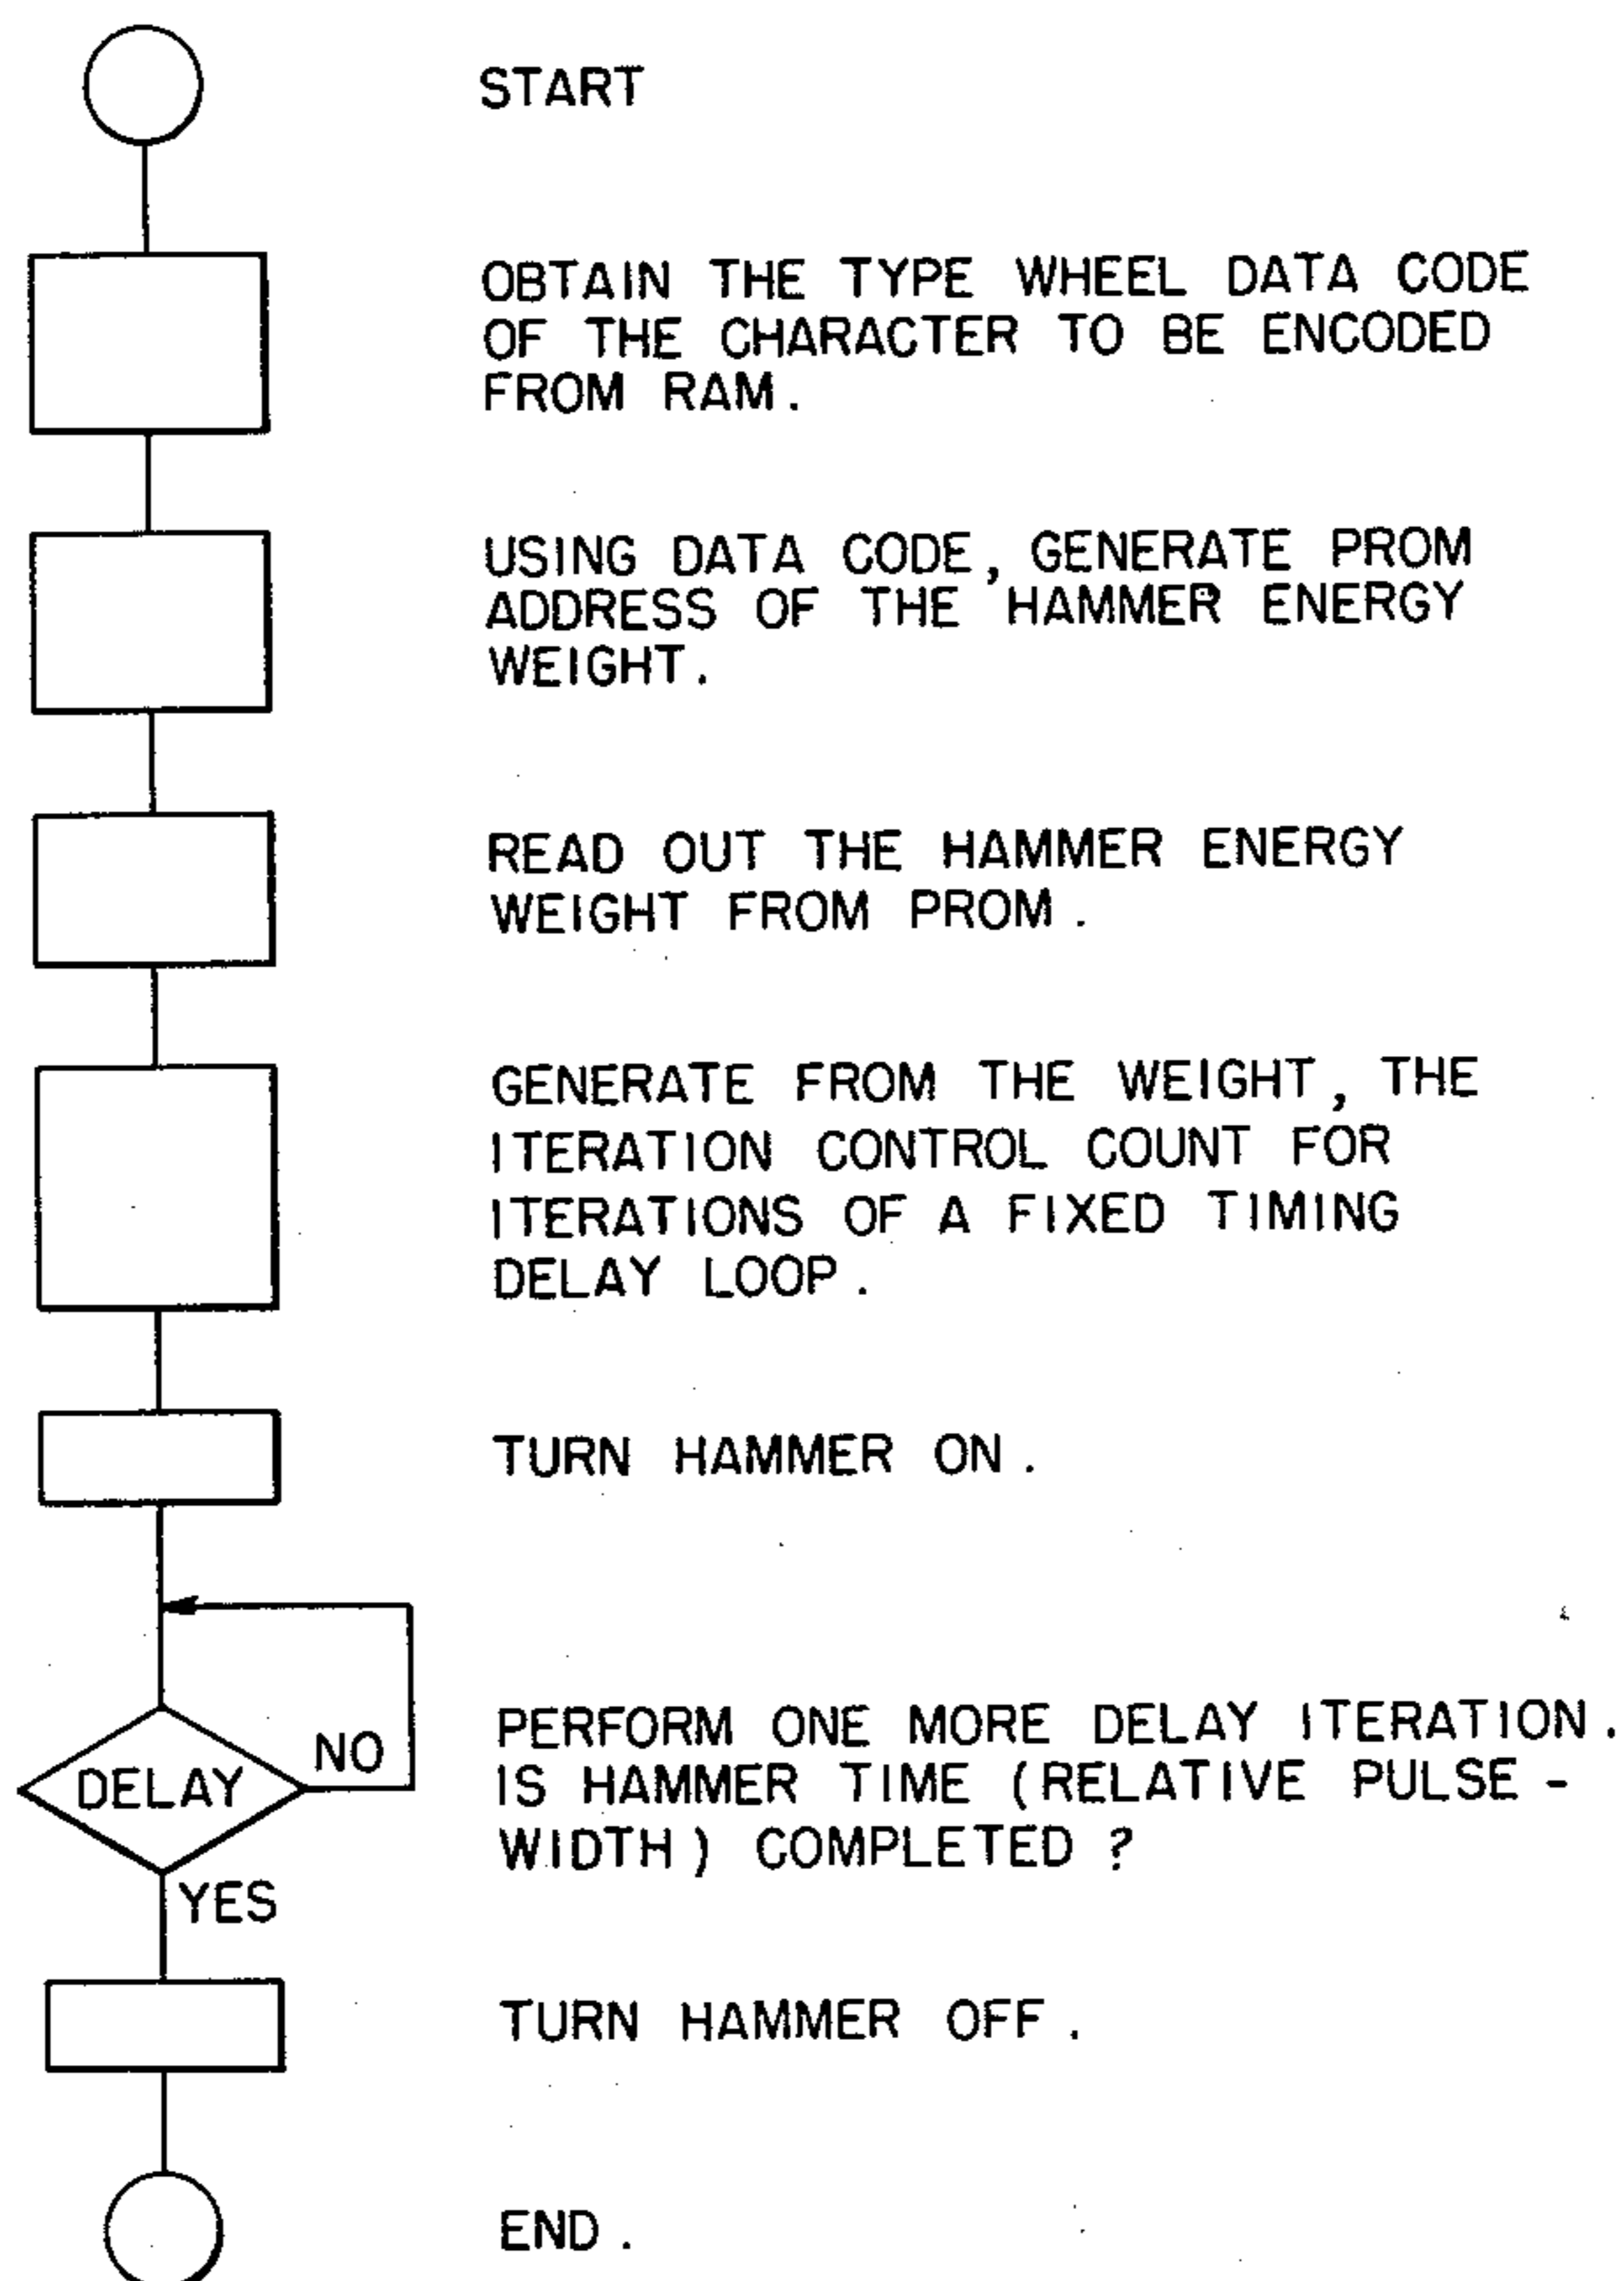 START
OBTAIN THE TYPE WHEEL DATA CODE
OF THE CHARACTER TO BE ENCODED
FROM RAM.
USING DATA CODE, GENERATE PROM
ADDRESS OF THE HAMMER ENERGY
WEIGHT.
READ OUT THE HAMMER ENERGY
WEIGHT FROM PROM.
GENERATE FROM THE WEIGHT, THE
ITERATION CONTROL COUNT FOR
ITERATIONS OF A FIXED TIMING
DELAY LOOP.
TURN HAMMER ON.
NO
DELAY
YES
PERFORM ONE MORE DELAY ITERATION.
IS HAMMER TIME (RELATIVE PULSE-
WIDTH) COMPLETED ?
TURN HAMMER OFF.
END.